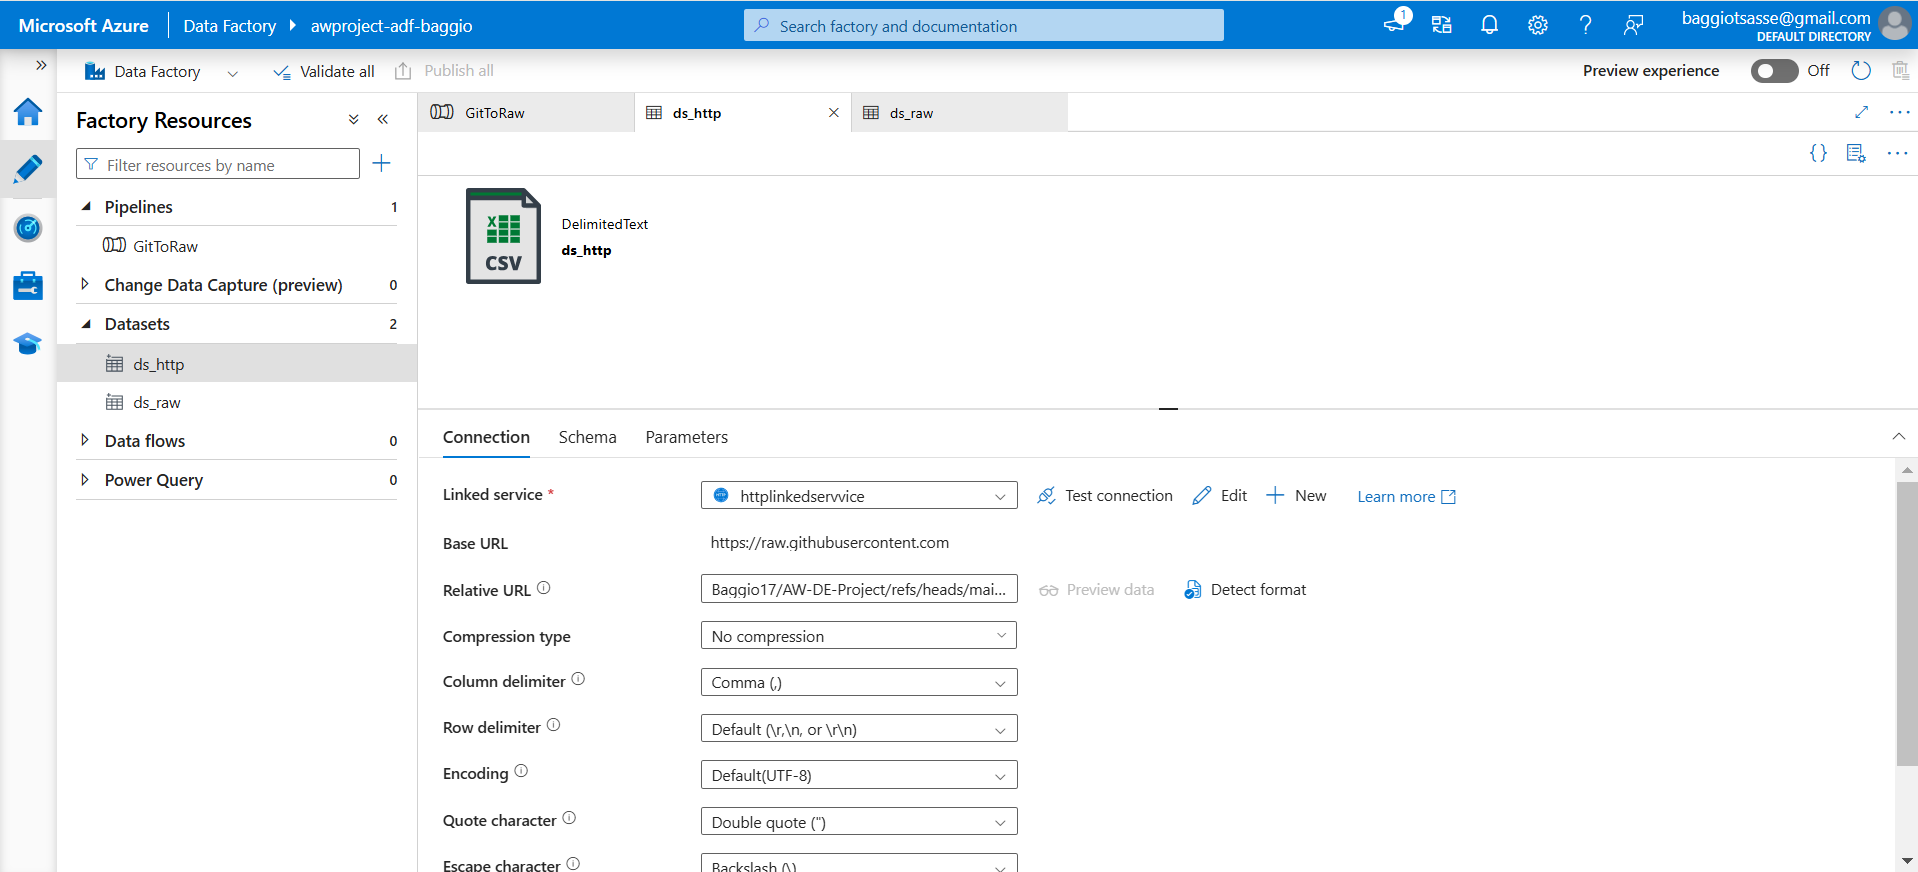 Microsoft Azure
Data Factory
awproject-adf-baggio
Search factory and documentation
1
baggiotsasse@gmail.com
DEFAULT DIRECTORY
Data Factory
Validate all
Publish all
Preview experience
Off
Factory Resources
Filter resources by name
Pipelines 1
GitToRaw
Change Data Capture (preview) 0
Datasets 2
ds_http
ds_raw
Data flows 0
Power Query 0
GitToRaw
ds_http
ds_raw
CSV
DelimitedText
ds_http
Connection
Schema
Parameters
Linked service *
httplinkedservvice
Test connection
Edit
New
Learn more
Base URL
https://raw.githubusercontent.com
Relative URL
Baggio17/AW-DE-Project/refs/heads/mai...
Preview data
Detect format
Compression type
No compression
Column delimiter
Comma (,)
Row delimiter
Default (\r,\n, or \r\n)
Encoding
Default(UTF-8)
Quote character
Double quote (")
Escape character
Backslash (\)